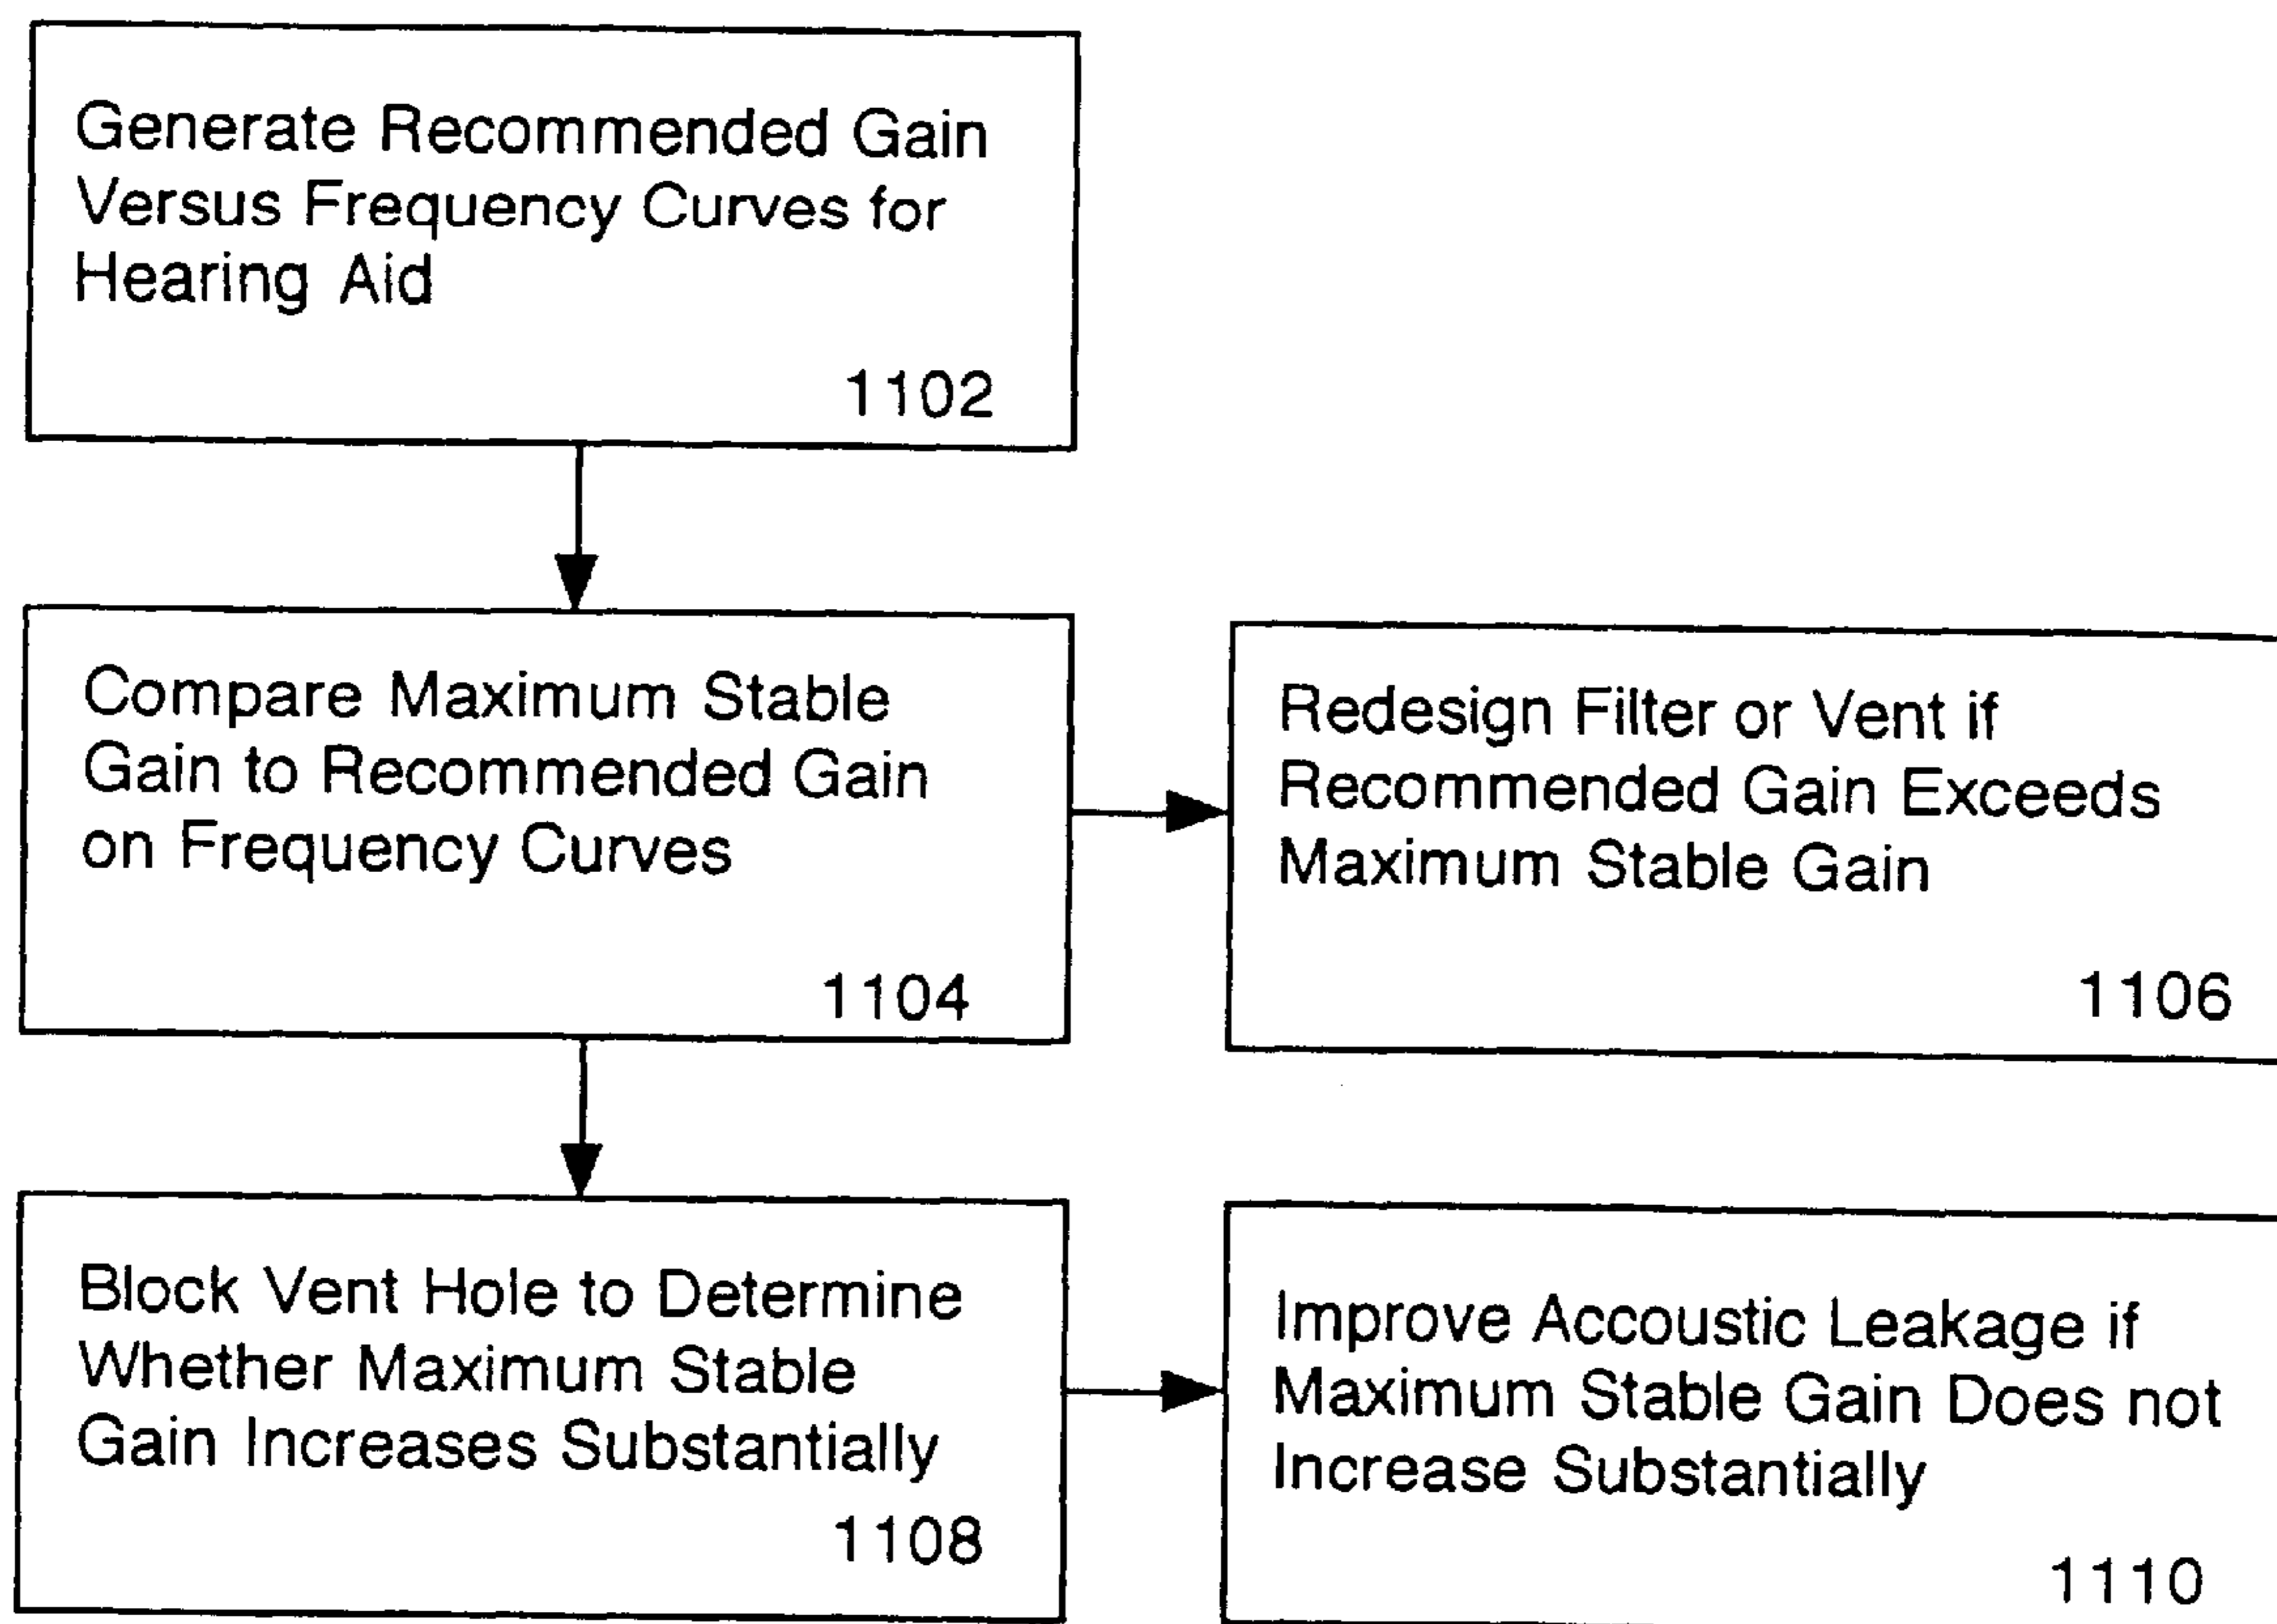 Generate Recommended Gain
Versus Frequency Curves for
Hearing Aid
1102
Compare Maximum Stable
Gain to Recommended Gain
on Frequency Curves
1104
Redesign Filter or Vent if
Recommended Gain Exceeds
Maximum Stable Gain
1106
Block Vent Hole to Determine
Whether Maximum Stable
Gain Increases Substantially
1108
Improve Accoustic Leakage if
Maximum Stable Gain Does not
Increase Substantially
1110